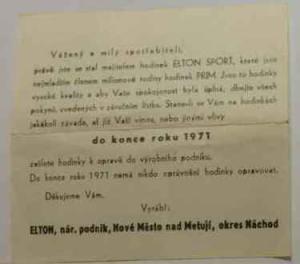 Vážený a milý spotřebiteli,
právě jste se stal majitelem hodinek ELTON SPORT, které jsou
nejmladším členem milionové rodiny hodinek PRIM. Jsou to hodinky
vysoké kvality a aby Vaše spokojenost byla úplná, dbejte všech
pokynů, uvedených v záručním lístku. Stane-li se Vám na hodinkách
jakákoli závada, ať již Vaší vinou, nebo jinými vlivy
do konce roku 1971
zašlete hodinky k opravě do výrobního podniku.
Do konce roku 1971 nemá nikdo oprávnění hodinky opravovat.
Děkujeme Vám.
Vyrábí:
ELTON, nár. podnik, Nové Město nad Metují, okres Náchod